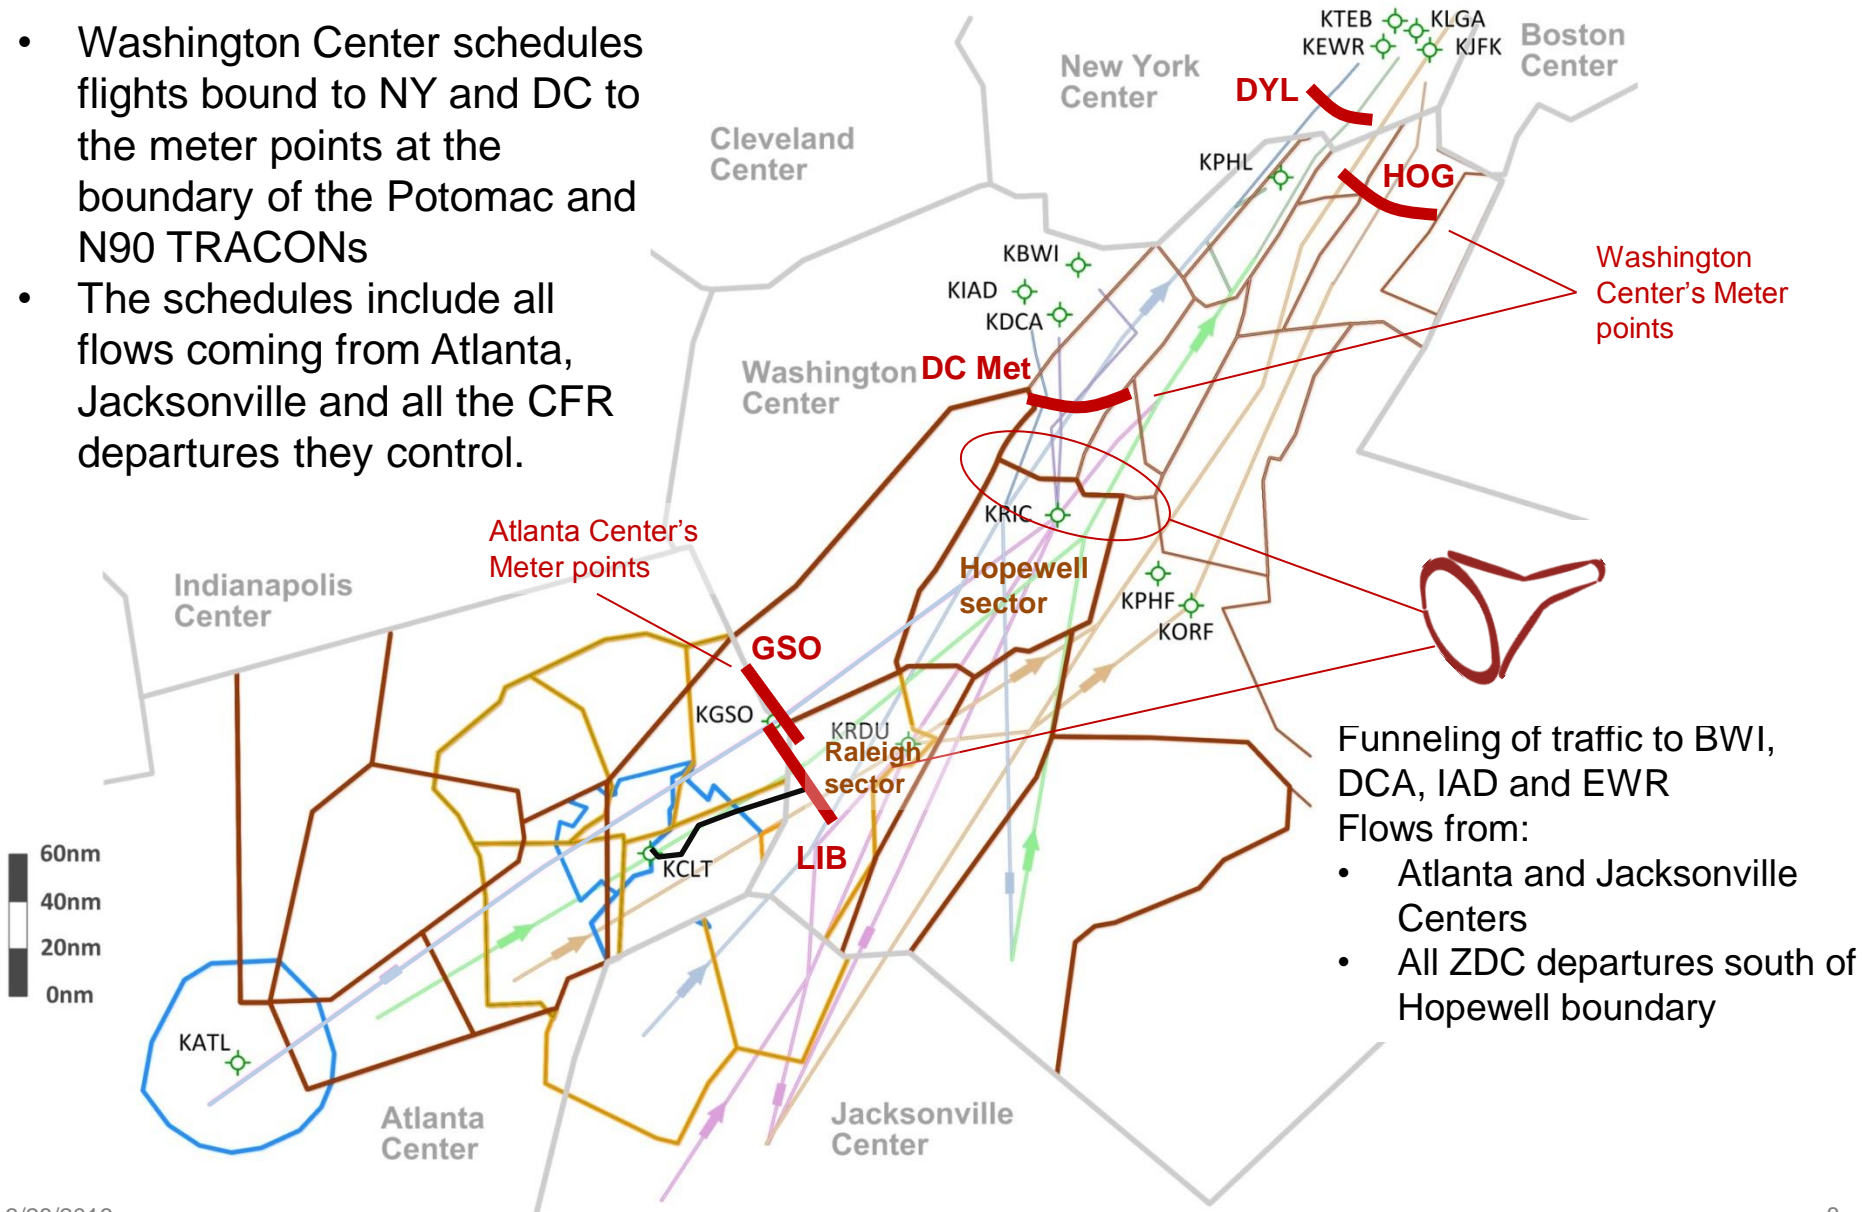 • Washington Center schedules
flights bound to NY and DC to
the meter points at the
boundary of the Potomac and
N90 TRACONs
• The schedules include all
flows coming from Atlanta,
Jacksonville and all the CFR
departures they control.
KTEB
KLGA
KEWR
KJFK
Boston
Center
New York
Center
DYL
Cleveland
Center
KPHL
HOG
KBWI
KIAD
KDCA
Washington
Center's Meter
points
Washington
Center
DC Met
KRIC
Atlanta Center's
Meter points
Hopewell
sector
Indianapolis
Center
KPHF
KORF
GSO
KGSO
KRDU
Raleigh
sector
LIB
KCLT
Funneling of traffic to BWI,
DCA, IAD and EWR
Flows from:
• Atlanta and Jacksonville
Centers
• All ZDC departures south of
Hopewell boundary
60nm
40nm
20nm
0nm
KATL
Atlanta
Center
Jacksonville
Center